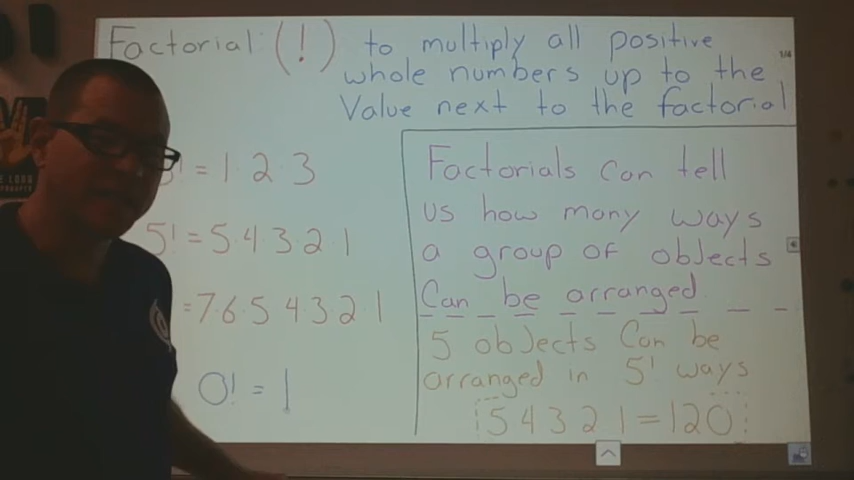 Factorial: (!) to multiply all positive
whole numbers up to the
Value next to the factorial
1/4
! = 1 2 3
5! = 5·4 3·2 1
= 7·6·5 4 3 2 1
0! = 1
Factorials can tell
us how many ways
a group of objects
Can be arranged
5 objects Can be
arranged in 5! ways
5 4 3 2 1 = 120